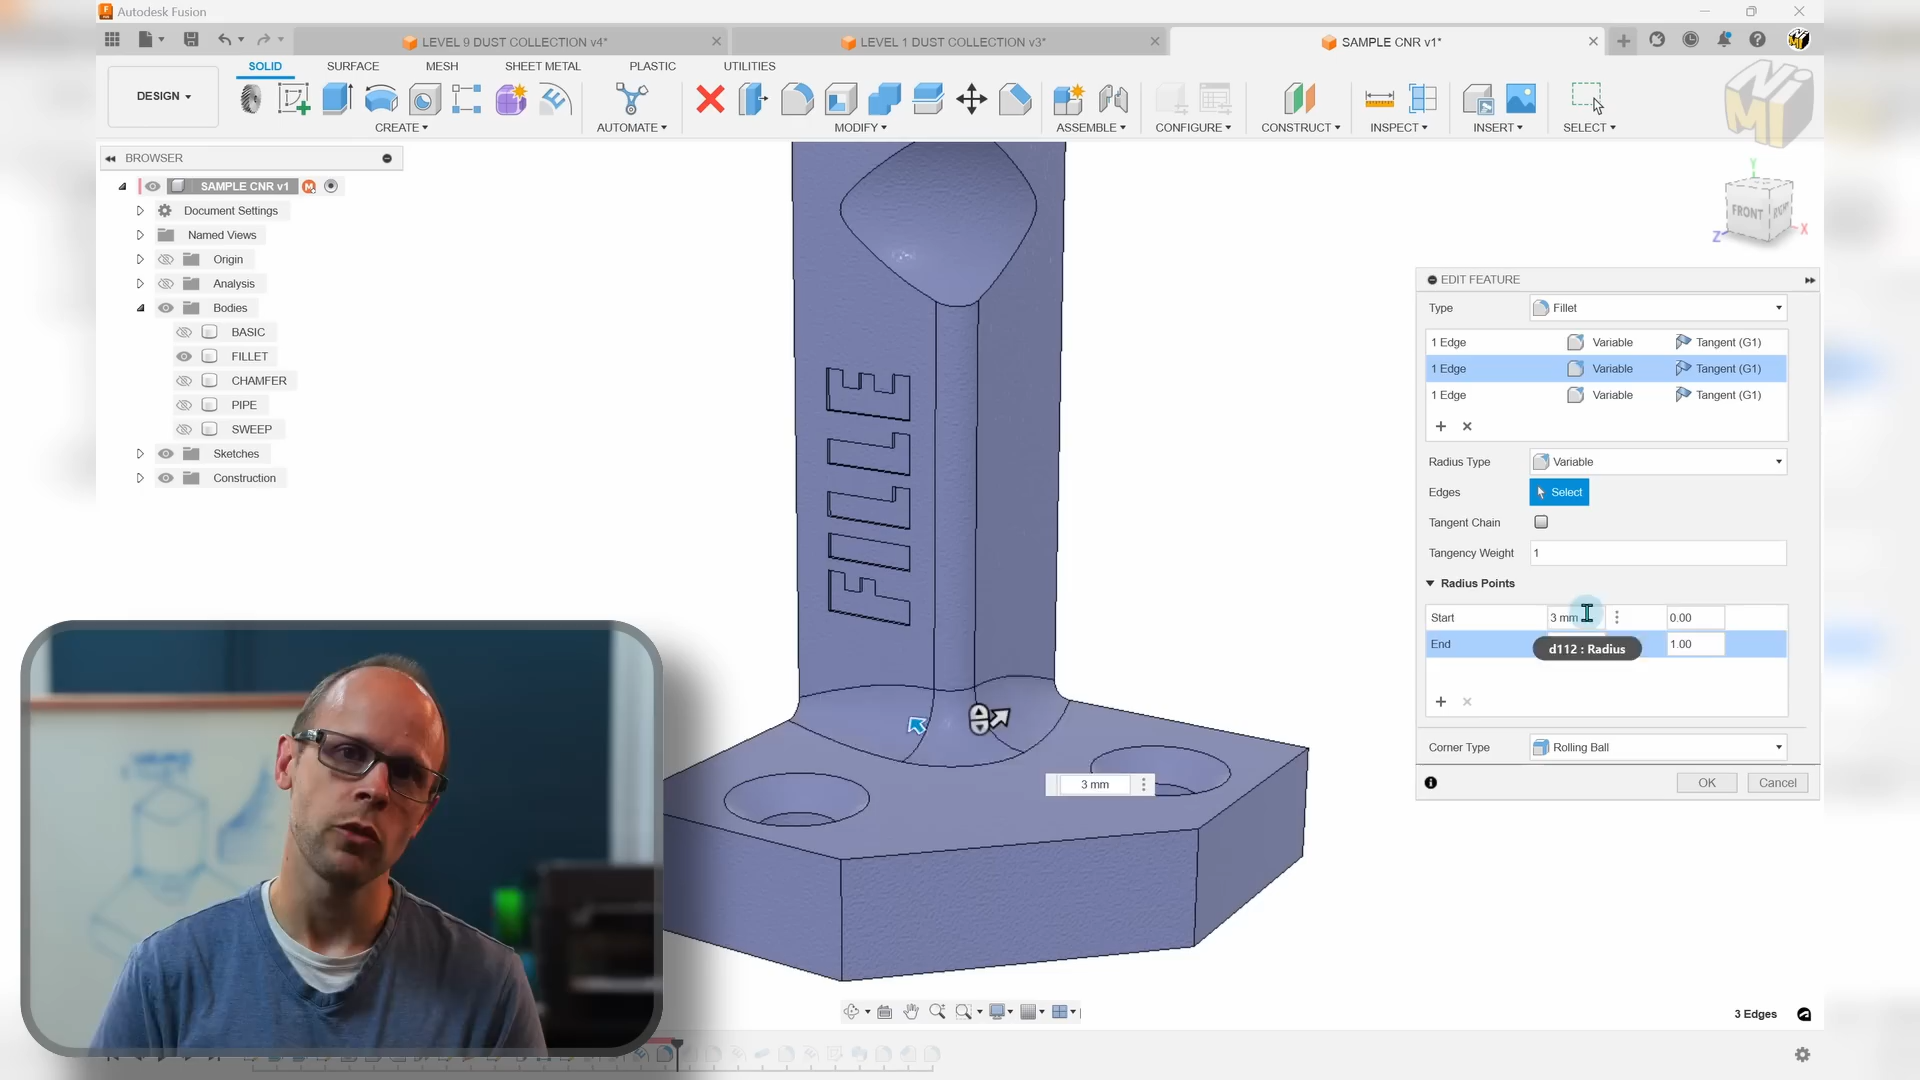 Autodesk Fusion
LEVEL 9 DUST COLLECTION v4*
LEVEL 1 DUST COLLECTION v3*
SAMPLE CNR v1*
SOLID
SURFACE
MESH
SHEET METAL
PLASTIC
UTILITIES
DESIGN
CREATE
AUTOMATE
MODIFY
ASSEMBLE
CONFIGURE
CONSTRUCT
INSPECT
INSERT
SELECT
BROWSER
SAMPLE CNR v1
Document Settings
Named Views
Origin
Analysis
Bodies
BASIC
FILLET
CHAMFER
PIPE
SWEEP
Sketches
Construction
FRONT
RIGHT
Y
Z
X
FILLE
EDIT FEATURE
Type Fillet
1 Edge Variable Tangent (G1)
1 Edge Variable Tangent (G1)
1 Edge Variable Tangent (G1)
Radius Type Variable
Edges Select
Tangent Chain
Tangency Weight 1
Radius Points
Start 3 mm 0.00
End 1.00
d112 : Radius
Corner Type Rolling Ball
OK Cancel
3 mm
3 Edges